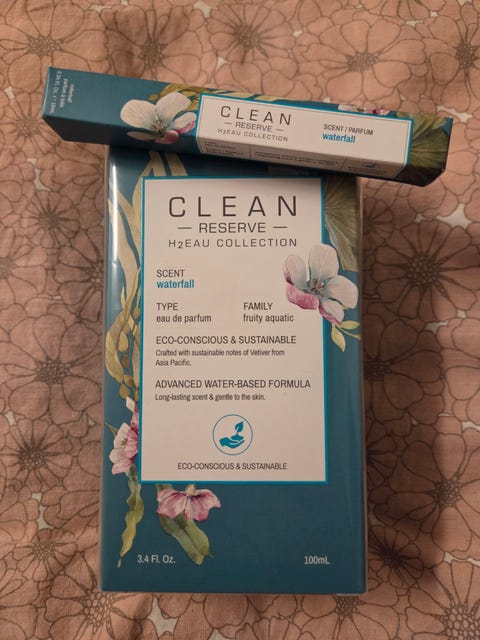 CLEAN
— RESERVE —
H2EAU COLLECTION
SCENT / PARFUM
waterfall
CLEAN
— RESERVE —
H2EAU COLLECTION
SCENT
waterfall
TYPE
eau de parfum
FAMILY
fruity aquatic
ECO-CONSCIOUS & SUSTAINABLE
Crafted with sustainable notes of Vetiver from
Asia Pacific.
ADVANCED WATER-BASED FORMULA
Long-lasting scent & gentle to the skin.
ECO-CONSCIOUS & SUSTAINABLE
3.4 Fl. Oz.
100mL